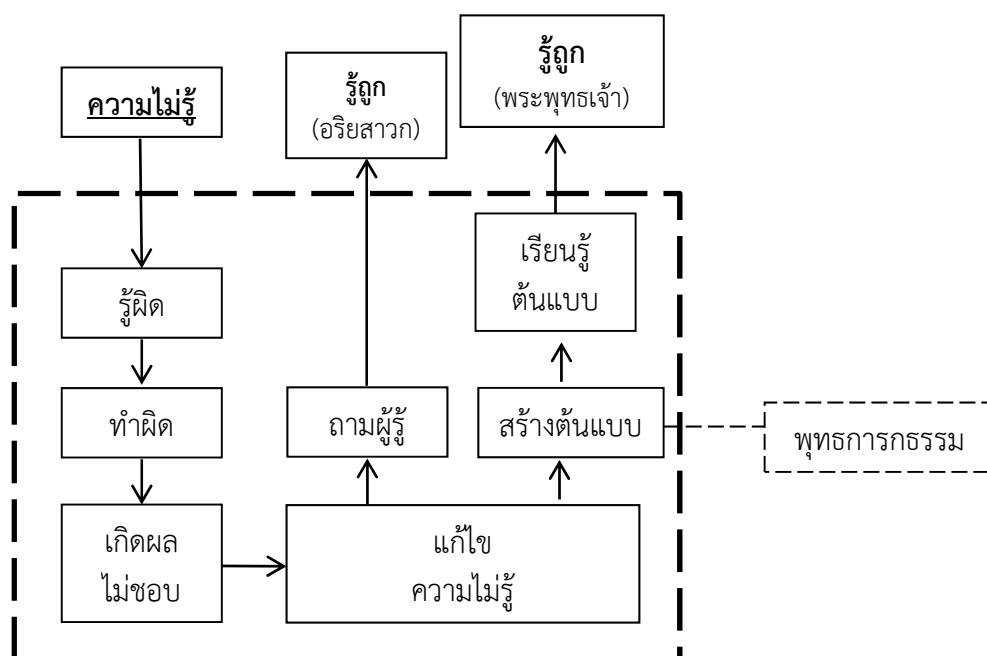 ความไม่รู้
รู้ถูก
(อริยสาวก)
รู้ถูก
(พระพุทธเจ้า)
รู้ผิด
เรียนรู้
ต้นแบบ
ทำผิด
ถามผู้รู้
สร้างต้นแบบ
พุทธการกธรรม
เกิดผล
ไม่ชอบ
แก้ไข
ความไม่รู้